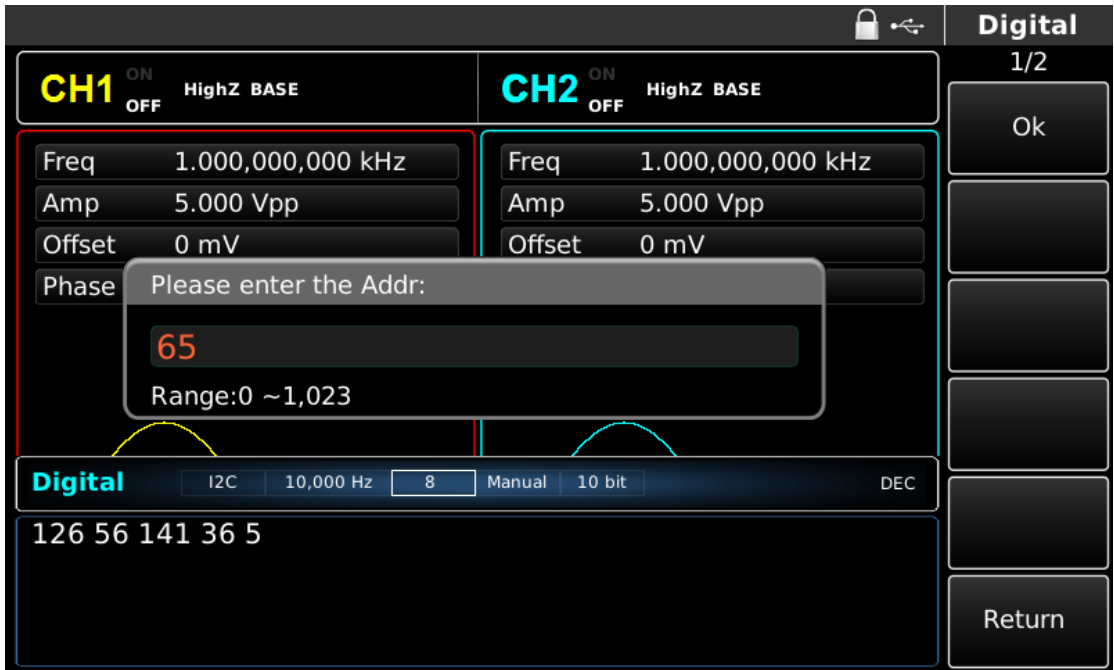 Digital
1/2
CH1 ON OFF HighZ BASE
CH2 ON OFF HighZ BASE
Ok
Freq 1.000,000,000 kHz
Amp 5.000 Vpp
Offset 0 mV
Phase
Freq 1.000,000,000 kHz
Amp 5.000 Vpp
Offset 0 mV
Please enter the Addr:
65
Range:0 ~1,023
Digital I2C 10,000 Hz 8 Manual 10 bit DEC
126 56 141 36 5
Return